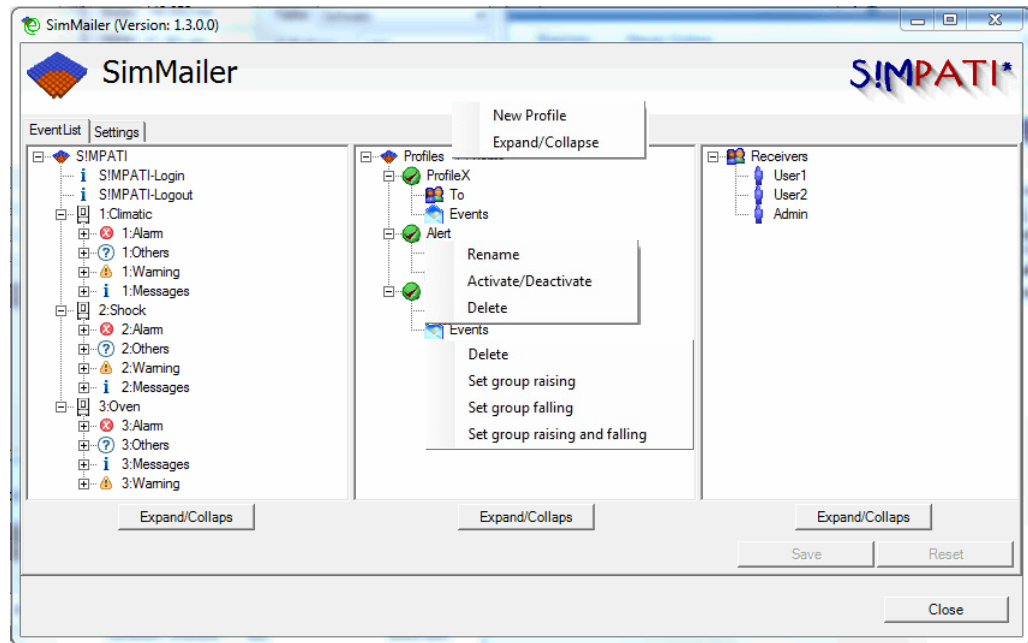 SimMailer (Version: 1.3.0.0)
SimMailer
S!MPATI*
New Profile
Expand/Collapse
EventList
Settings
S!MPATI
S!MPATI-Login
S!MPATI-Logout
1:Climatic
1:Alarm
1:Others
1:Warning
1:Messages
2:Shock
2:Alarm
2:Others
2:Warning
2:Messages
3:Oven
3:Alarm
3:Others
3:Messages
3:Warning
Expand/Collaps
Profiles
ProfileX
To
Events
Alert
Rename
Activate/Deactivate
Delete
Events
Delete
Set group raising
Set group falling
Set group raising and falling
Expand/Collaps
Receivers
User1
User2
Admin
Expand/Collaps
Save
Reset
Close